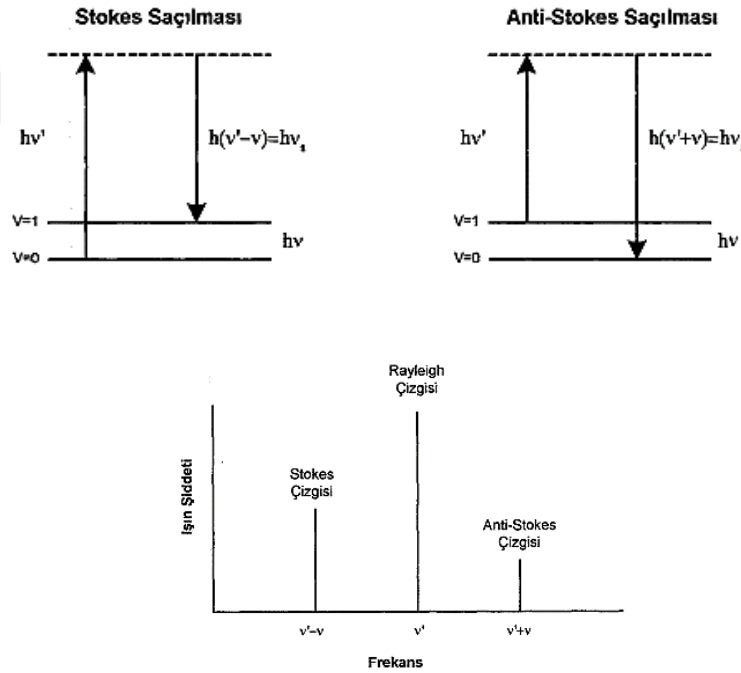 Stokes Saçılması
hν'
h(ν'−ν)=hνs
V=1
hν
V=0
Anti-Stokes Saçılması
hν'
h(ν'+ν)=hν
V=1
hν
V=0
Rayleigh
Çizgisi
Stokes
Çizgisi
Anti-Stokes
Çizgisi
Işın Şiddeti
ν'−ν
ν'
ν'+ν
Frekans